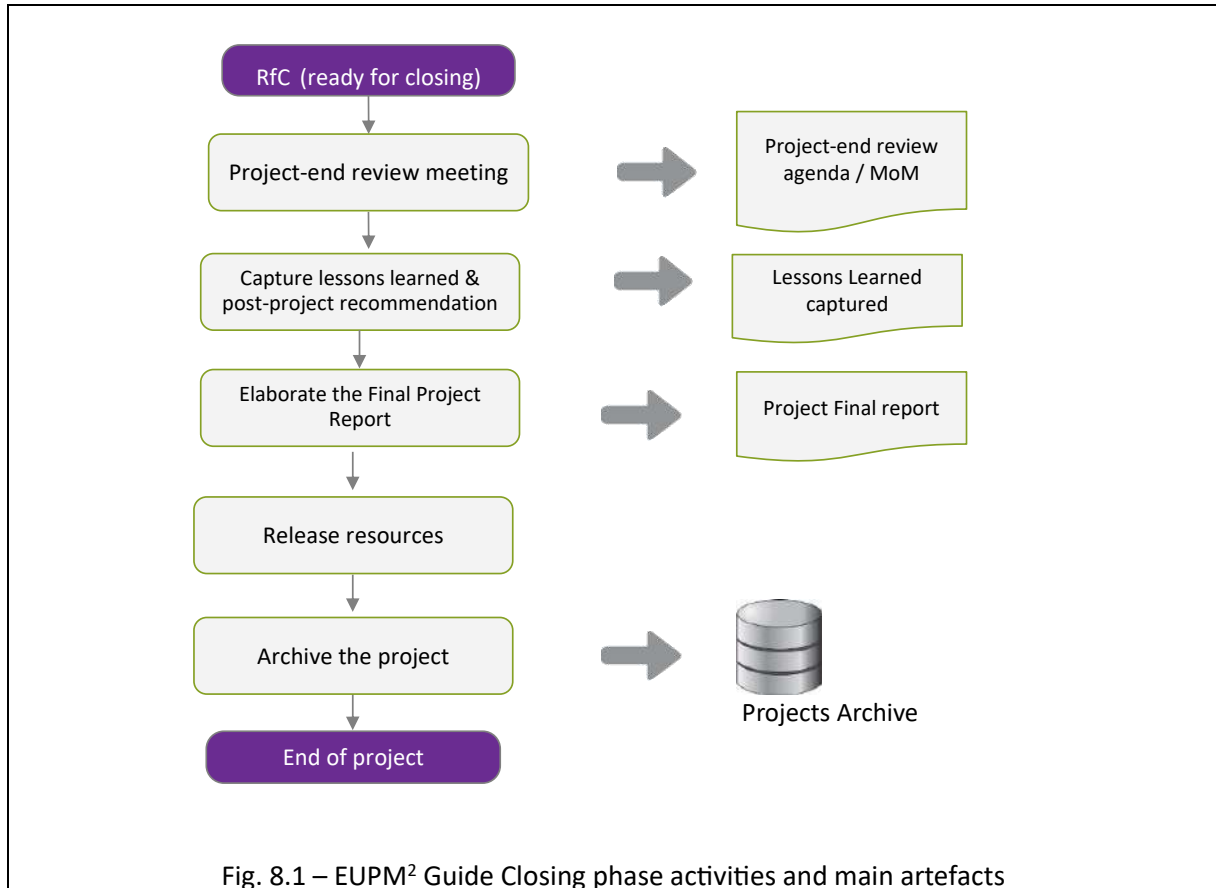 RfC (ready for closing)
Project-end review meeting
Project-end review
agenda / MoM
Capture lessons learned &
post-project recommendation
Lessons Learned
captured
Elaborate the Final Project
Report
Project Final report
Release resources
Archive the project
Projects Archive
End of project
Fig. 8.1 – EUPM² Guide Closing phase activities and main artefacts